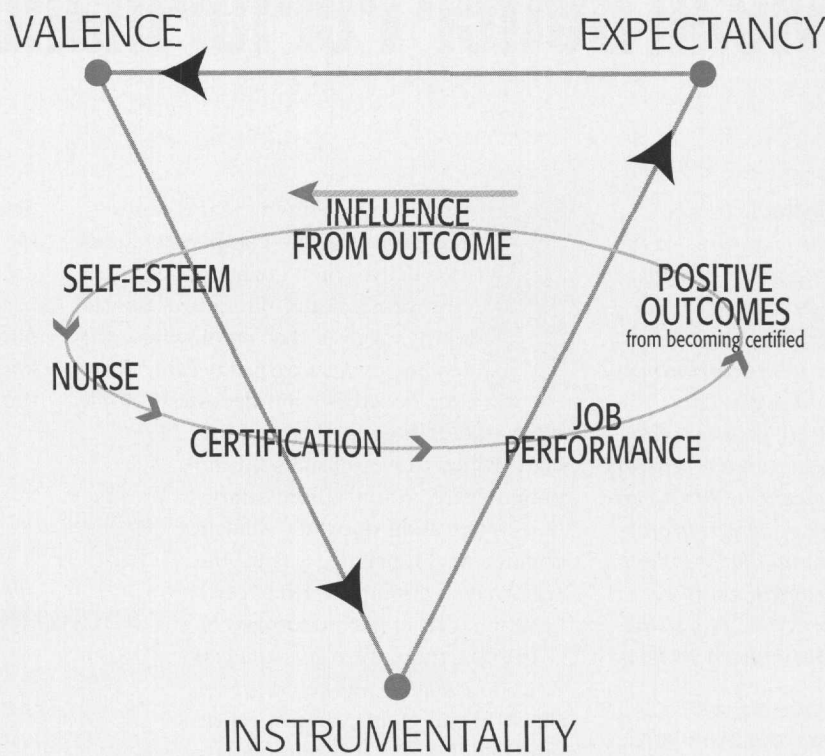 VALENCE
EXPECTANCY
INFLUENCE
FROM OUTCOME
SELF-ESTEEM
POSITIVE
OUTCOMES
from becoming certified
NURSE
JOB
PERFORMANCE
CERTIFICATION
INSTRUMENTALITY